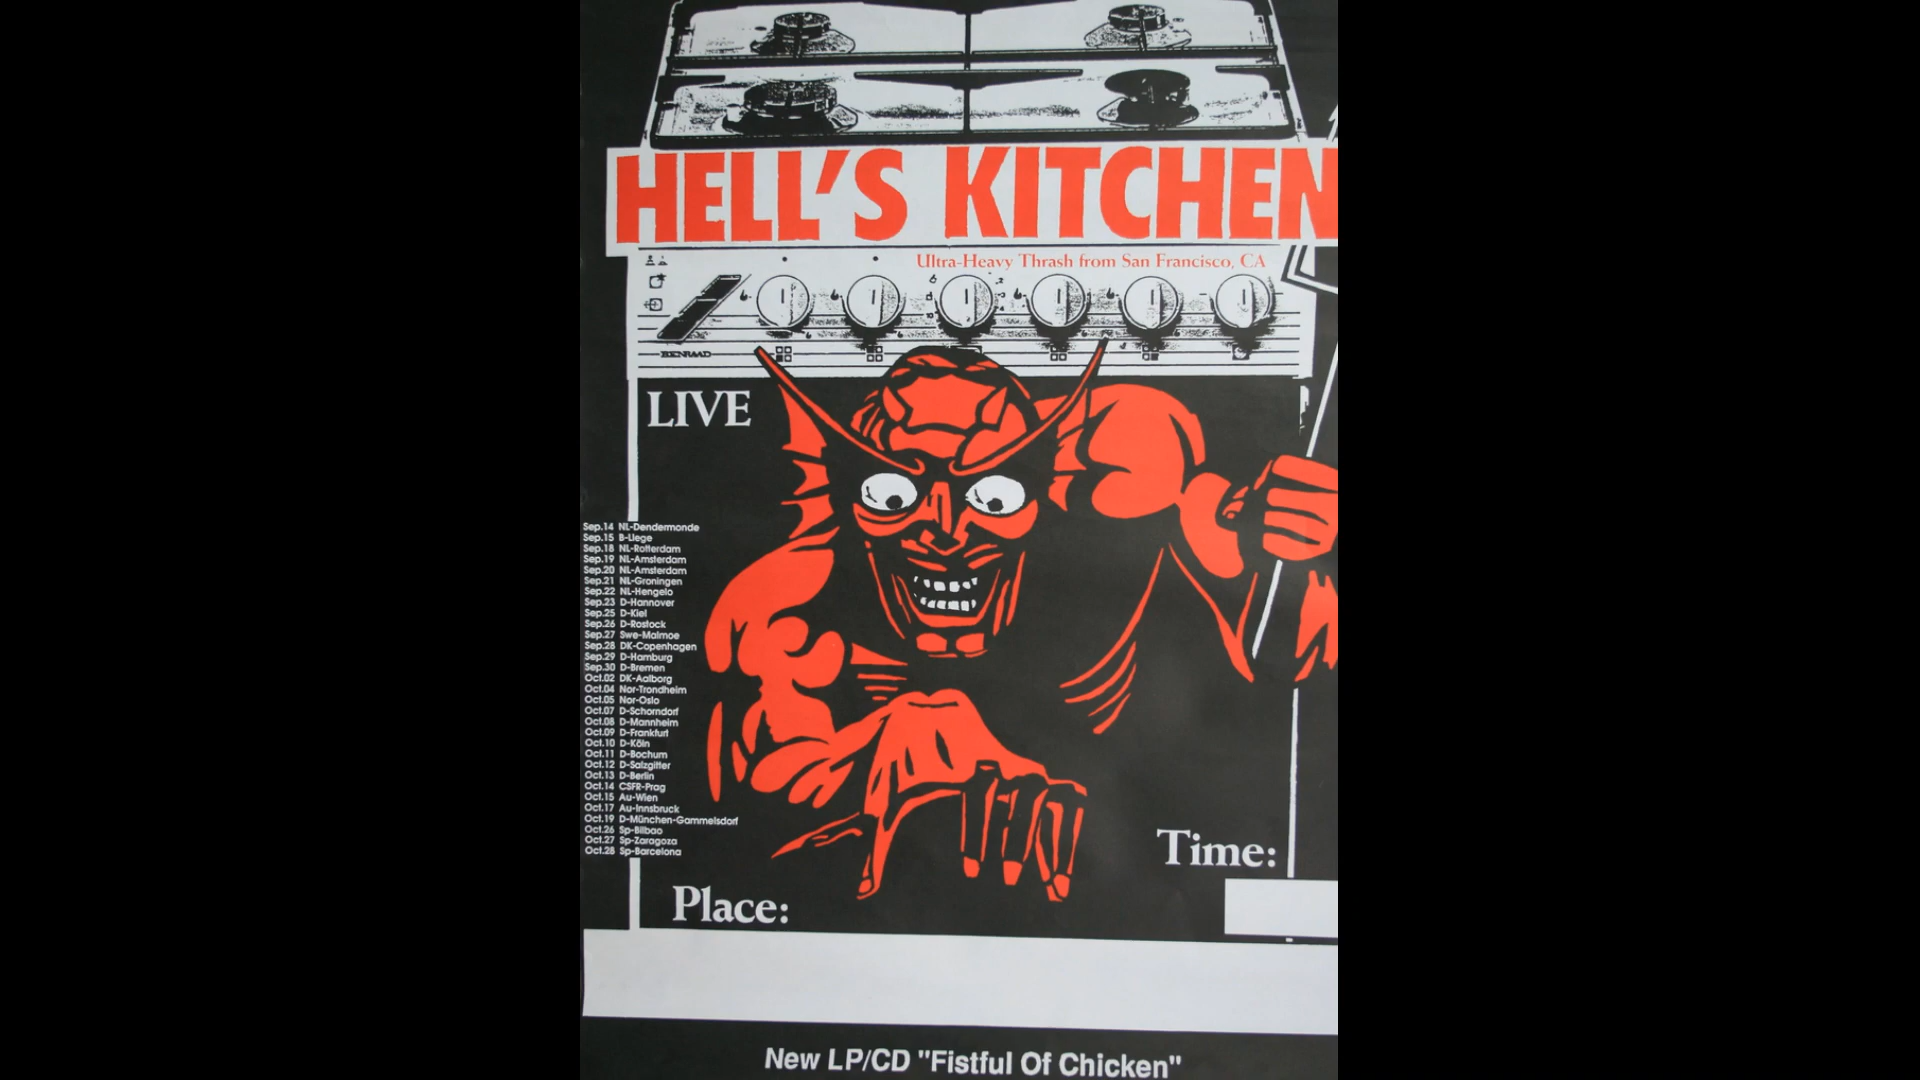 HELL'S KITCHEN
Ultra-Heavy Thrash from San Francisco, CA
BENRAAD
LIVE
Sep.14 NL-Dendermonde
Sep.15 B-Liege
Sep.18 NL-Rotterdam
Sep.19 NL-Amsterdam
Sep.20 NL-Amsterdam
Sep.21 NL-Groningen
Sep.22 NL-Hengelo
Sep.23 D-Hannover
Sep.25 D-Kiel
Sep.26 D-Rostock
Sep.27 Swe-Malmoe
Sep.28 DK-Copenhagen
Sep.29 D-Hamburg
Sep.30 D-Bremen
Oct.02 DK-Aalborg
Oct.04 Nor-Trondheim
Oct.05 Nor-Oslo
Oct.07 D-Schorndorf
Oct.08 D-Mannheim
Oct.09 D-Frankfurt
Oct.10 D-Köln
Oct.11 D-Bochum
Oct.12 D-Salzgitter
Oct.13 D-Berlin
Oct.14 CSFR-Prag
Oct.15 Au-Wien
Oct.17 Au-Innsbruck
Oct.19 D-München-Gammelsdorf
Oct.26 Sp-Bilbao
Oct.27 Sp-Zaragoza
Oct.28 Sp-Barcelona
Time:
Place:
New LP/CD "Fistful Of Chicken"